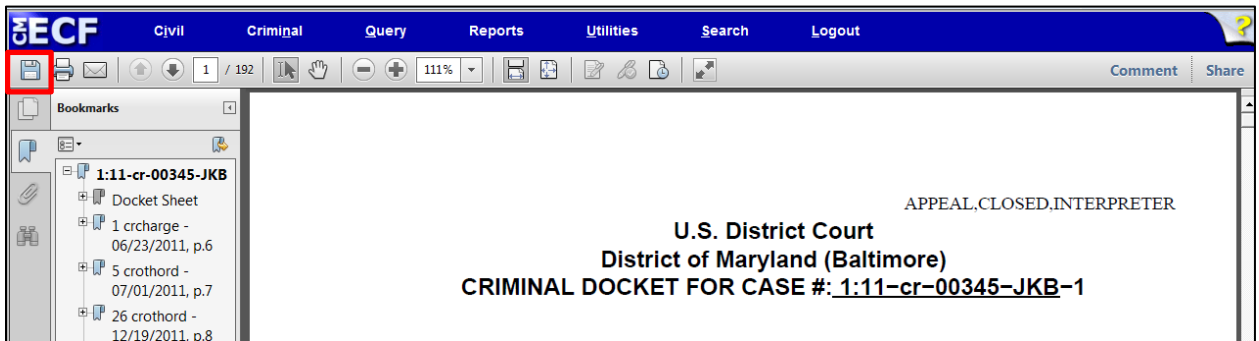 CM ECF Civil Criminal Query Reports Utilities Search Logout ?
1 / 192 111% Comment Share
Bookmarks
1:11-cr-00345-JKB
Docket Sheet
1 crcharge -
06/23/2011, p.6
5 crothord -
07/01/2011, p.7
26 crothord -
12/19/2011, p.8
APPEAL,CLOSED,INTERPRETER
U.S. District Court
District of Maryland (Baltimore)
CRIMINAL DOCKET FOR CASE #: 1:11−cr−00345−JKB−1